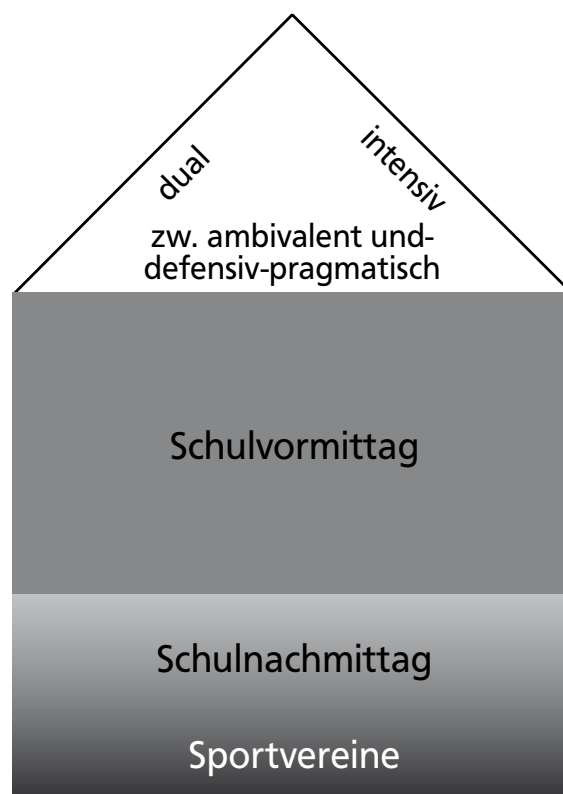 dual
intensiv
zw. ambivalent und-
defensiv-pragmatisch
Schulvormittag
Schulnachmittag
Sportvereine